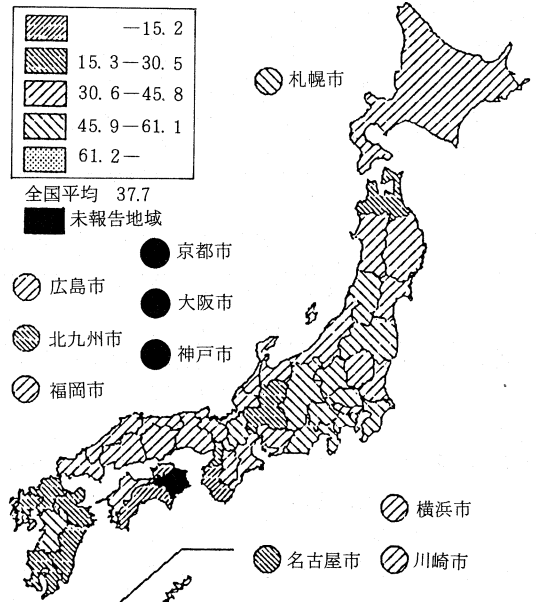 —15.2
15.3—30.5
30.6—45.8
45.9—61.1
61.2—
全国平均 37.7
未報告地域
札幌市
京都市
広島市
大阪市
北九州市
神戸市
福岡市
横浜市
名古屋市
川崎市